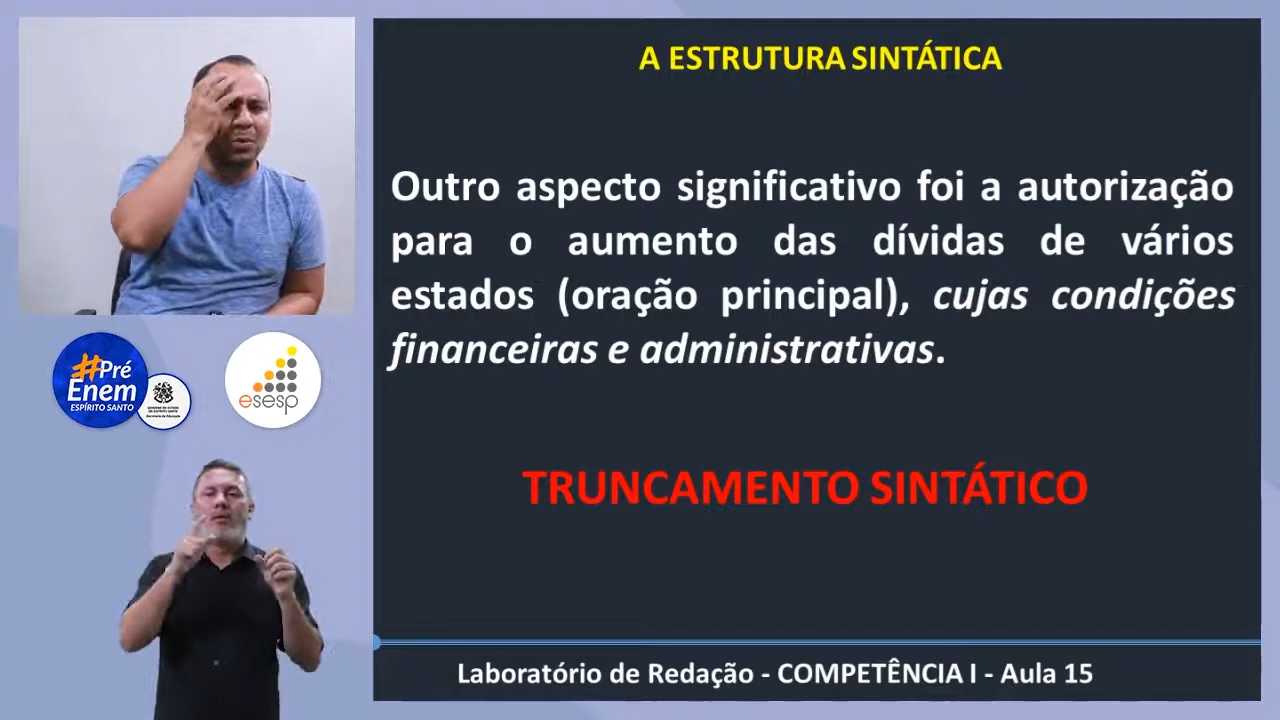 A ESTRUTURA SINTÁTICA
Outro aspecto significativo foi a autorização
para o aumento das dívidas de vários
estados (oração principal), cujas condições
financeiras e administrativas.
TRUNCAMENTO SINTÁTICO
#Pré
Enem
ESPÍRITO SANTO
esesp
Laboratório de Redação - COMPETÊNCIA I - Aula 15